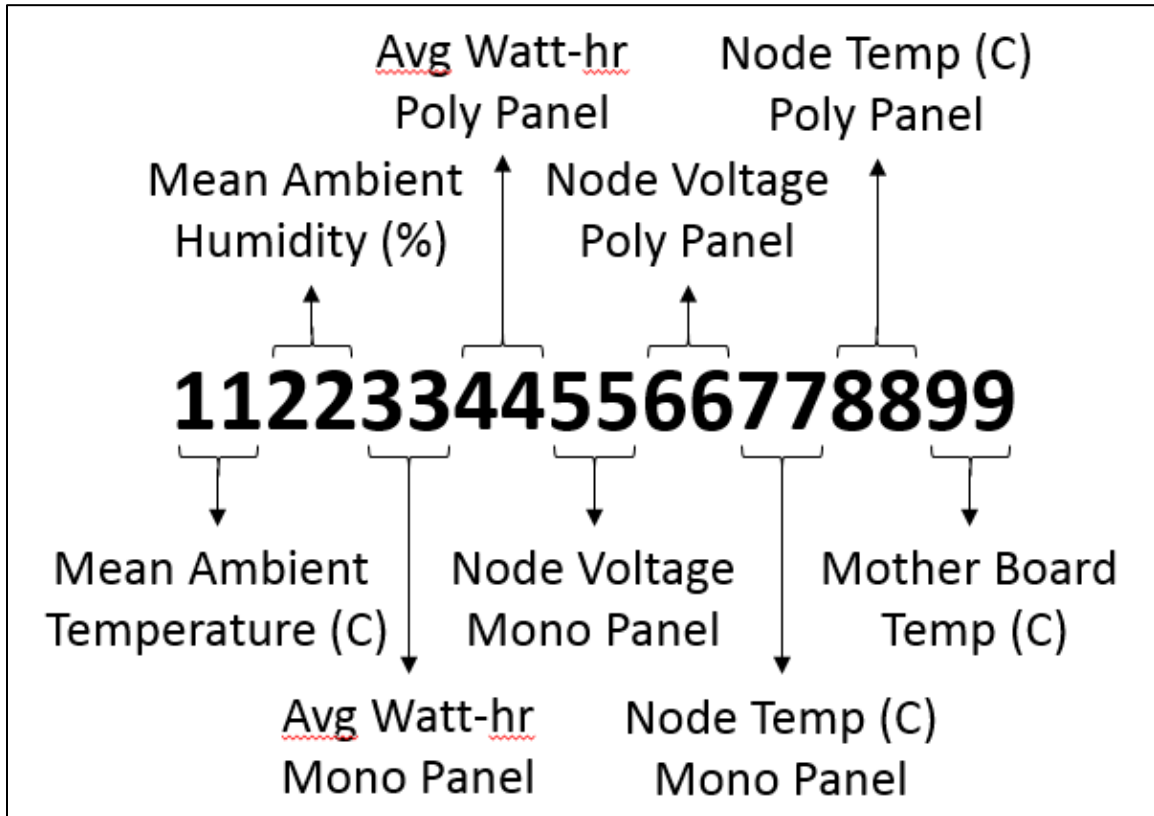 Avg Watt-hr
Poly Panel
Node Temp (C)
Poly Panel
Mean Ambient
Humidity (%)
Node Voltage
Poly Panel
112233445566778899
Mean Ambient
Temperature (C)
Node Voltage
Mono Panel
Mother Board
Temp (C)
Avg Watt-hr
Mono Panel
Node Temp (C)
Mono Panel